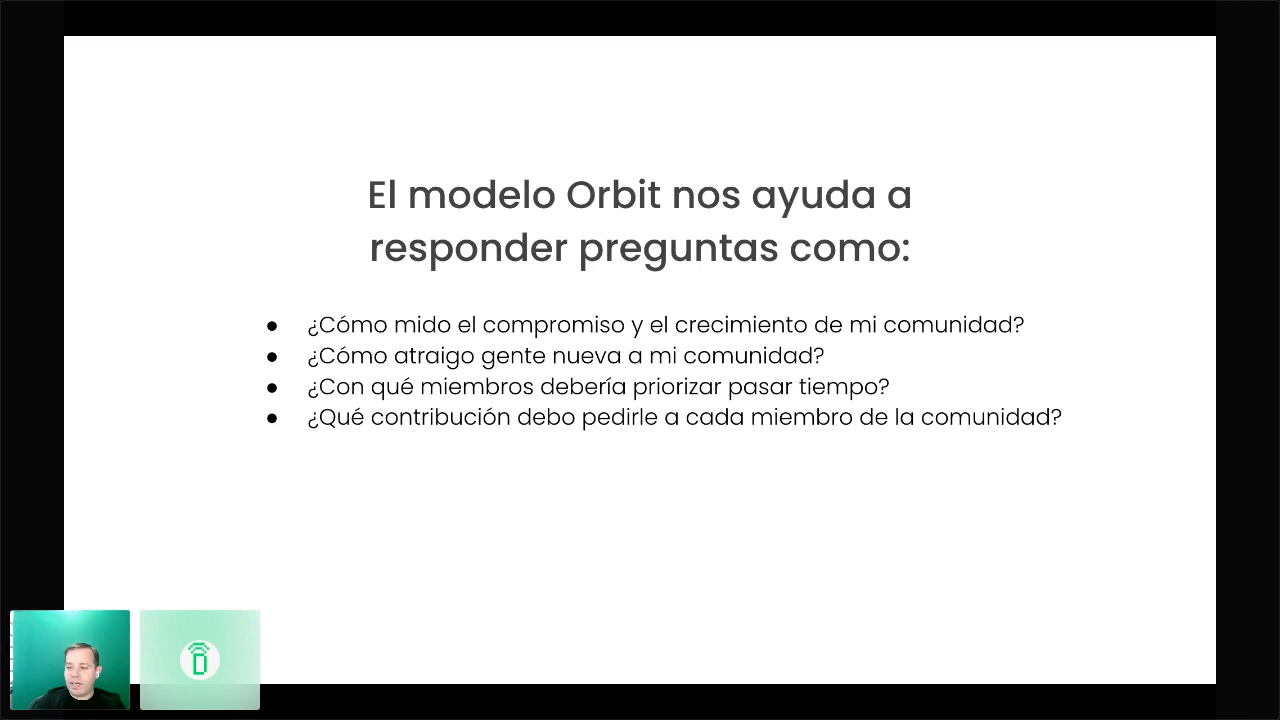 El modelo Orbit nos ayuda a
responder preguntas como:
● ¿Cómo mido el compromiso y el crecimiento de mi comunidad?
● ¿Cómo atraigo gente nueva a mi comunidad?
● ¿Con qué miembros debería priorizar pasar tiempo?
● ¿Qué contribución debo pedirle a cada miembro de la comunidad?